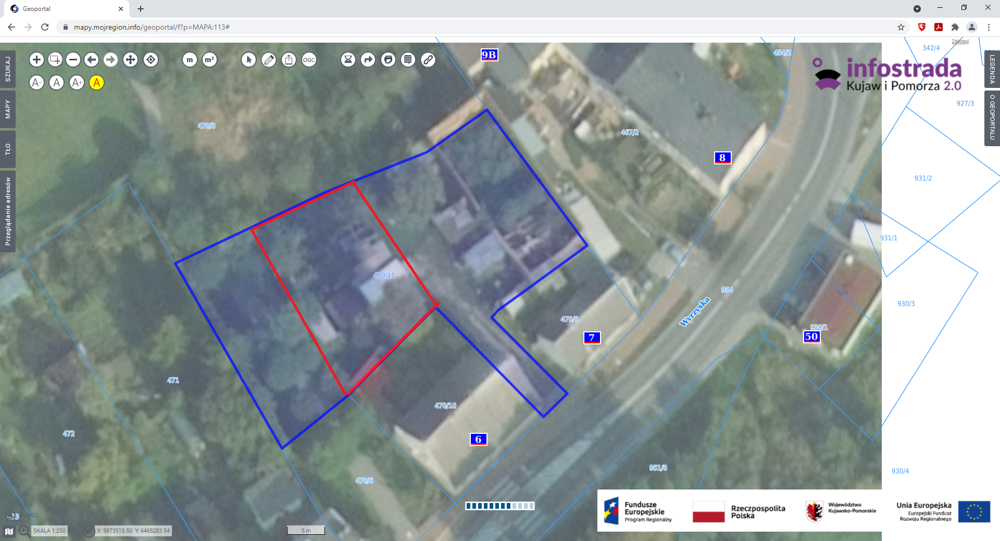 Geoportal
mapy.mojregion.info/geoportal/f?p=MAPA:113#
Zaloguj
SZUKAJ
MAPY
TŁO
Przeglądanie adresów
LEGENDA
O GEOPORTALU
m
m²
OGC
A-
A
A+
A
infostrada
Kujaw i Pomorza 2.0
9B
454/2
342/4
927/3
470/3
467/2
8
931/2
931/1
470/11
954
Wyrzyska
930/3
470/8
7
930/1
50
471
470/10
472
6
470/6
951/8
930/4
473
SKALA 1:250
X: 5873515.50 Y: 6465283.54
5 m
Fundusze
Europejskie
Program Regionalny
Rzeczpospolita
Polska
Województwo
Kujawsko-Pomorskie
Unia Europejska
Europejski Fundusz
Rozwoju Regionalnego